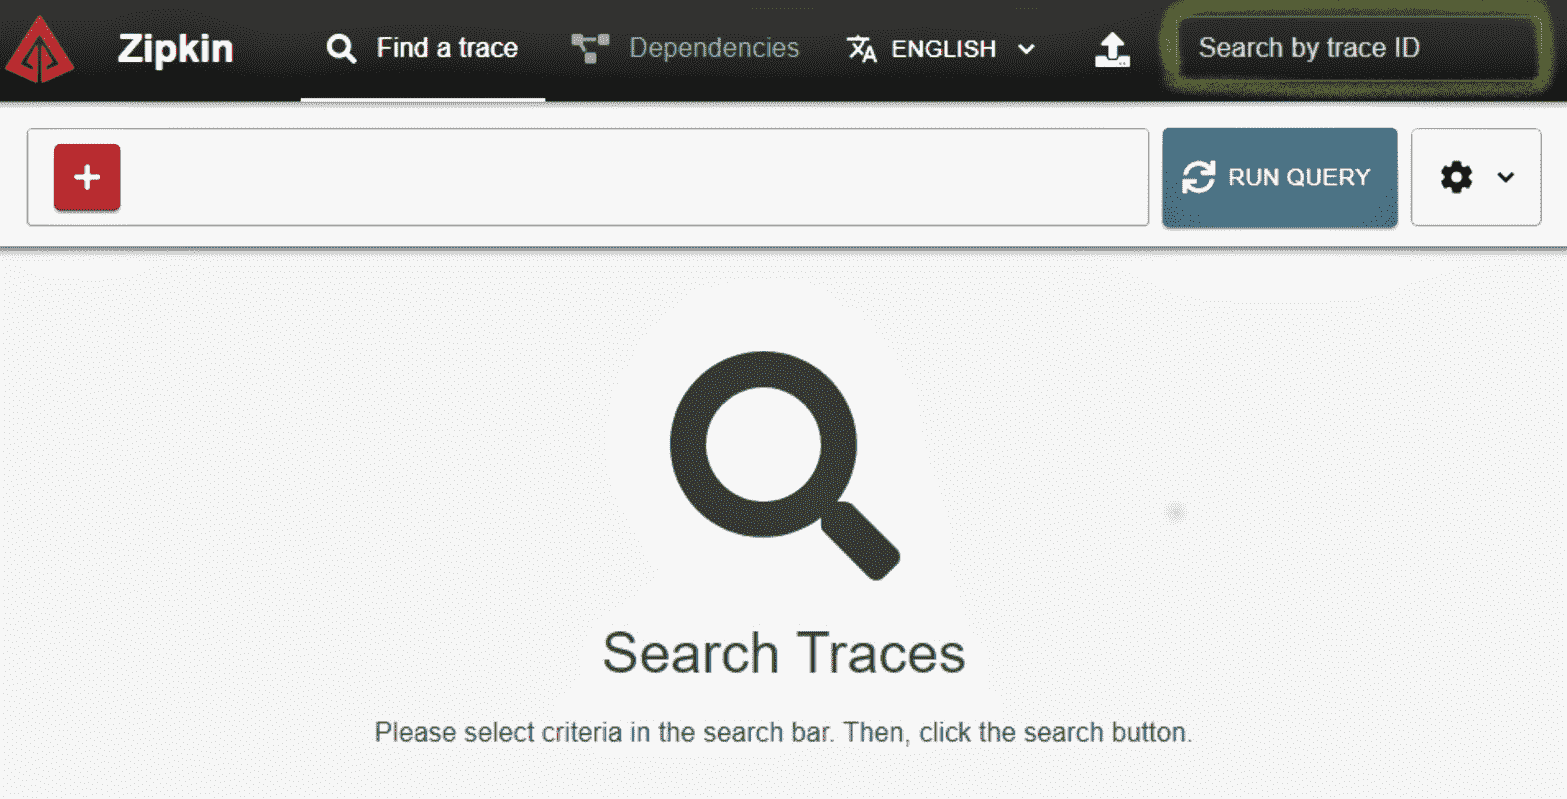 Zipkin
Find a trace
Dependencies
ENGLISH
Search by trace ID
RUN QUERY
Search Traces
Please select criteria in the search bar. Then, click the search button.